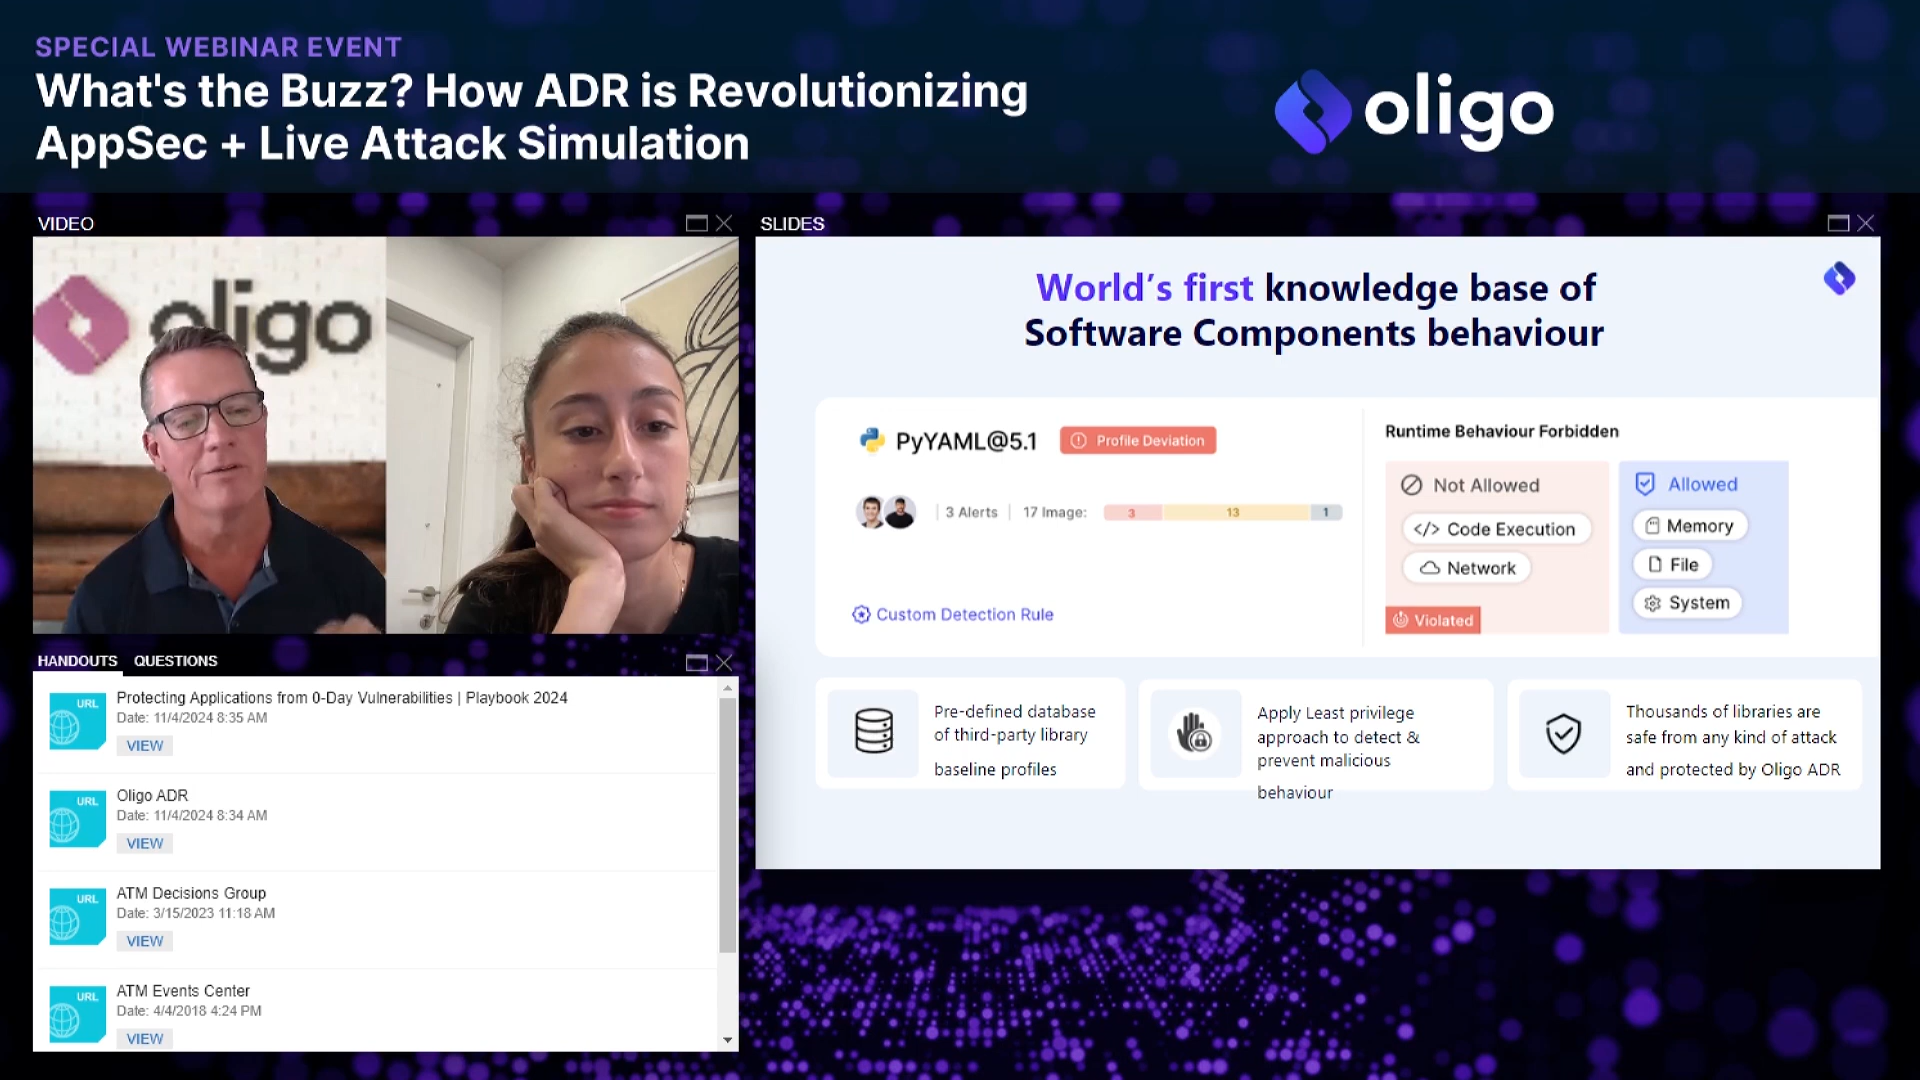 SPECIAL WEBINAR EVENT
What's the Buzz? How ADR is Revolutionizing
AppSec + Live Attack Simulation
oligo
VIDEO
oligo
HANDOUTS QUESTIONS
URL
Protecting Applications from 0-Day Vulnerabilities | Playbook 2024
Date: 11/4/2024 8:35 AM
VIEW
URL
Oligo ADR
Date: 11/4/2024 8:34 AM
VIEW
URL
ATM Decisions Group
Date: 3/15/2023 11:18 AM
VIEW
URL
ATM Events Center
Date: 4/4/2018 4:24 PM
VIEW
SLIDES
World's first knowledge base of
Software Components behaviour
PyYAML@5.1 Profile Deviation
3 Alerts | 17 Image: 3 13 1
Custom Detection Rule
Runtime Behaviour Forbidden
Not Allowed
</> Code Execution
Network
Violated
Allowed
Memory
File
System
Pre-defined database
of third-party library
baseline profiles
Apply Least privilege
approach to detect &
prevent malicious
behaviour
Thousands of libraries are
safe from any kind of attack
and protected by Oligo ADR